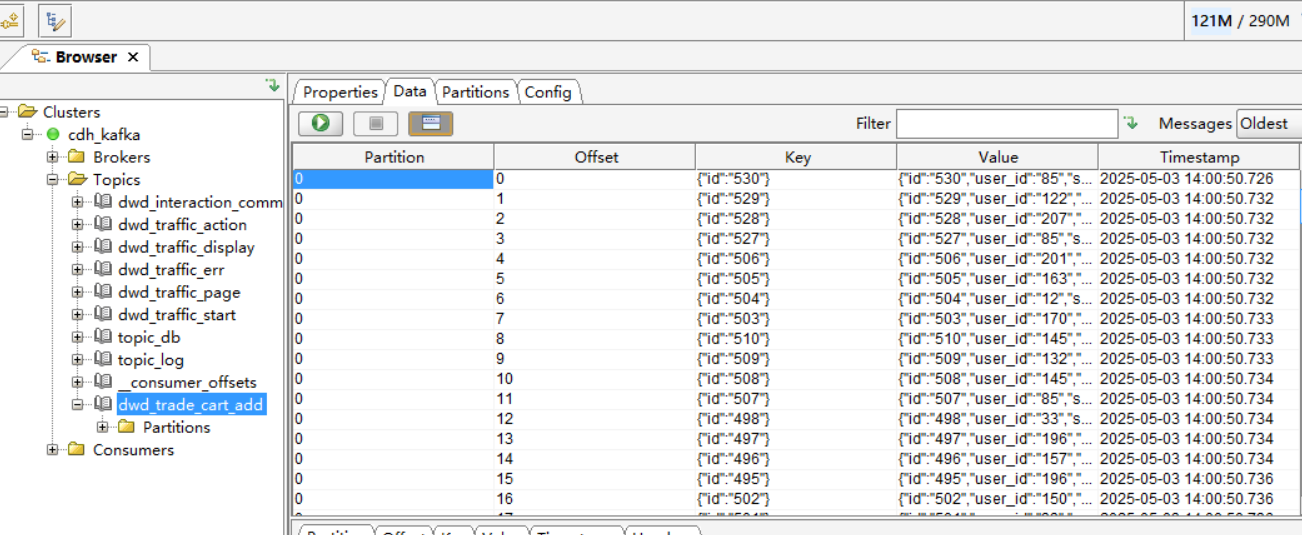 121M / 290M
Browser
Clusters
cdh_kafka
Brokers
Topics
dwd_interaction_comm
dwd_traffic_action
dwd_traffic_display
dwd_traffic_err
dwd_traffic_page
dwd_traffic_start
topic_db
topic_log
__consumer_offsets
dwd_trade_cart_add
Partitions
Consumers
Properties Data Partitions Config
Filter Messages Oldest
Partition Offset Key Value Timestamp
0 0 {"id":"530"} {"id":"530","user_id":"85","s... 2025-05-03 14:00:50.726
0 1 {"id":"529"} {"id":"529","user_id":"122","... 2025-05-03 14:00:50.732
0 2 {"id":"528"} {"id":"528","user_id":"207","... 2025-05-03 14:00:50.732
0 3 {"id":"527"} {"id":"527","user_id":"85","s... 2025-05-03 14:00:50.732
0 4 {"id":"506"} {"id":"506","user_id":"201","... 2025-05-03 14:00:50.732
0 5 {"id":"505"} {"id":"505","user_id":"163","... 2025-05-03 14:00:50.732
0 6 {"id":"504"} {"id":"504","user_id":"12","s... 2025-05-03 14:00:50.732
0 7 {"id":"503"} {"id":"503","user_id":"170","... 2025-05-03 14:00:50.733
0 8 {"id":"510"} {"id":"510","user_id":"145","... 2025-05-03 14:00:50.733
0 9 {"id":"509"} {"id":"509","user_id":"132","... 2025-05-03 14:00:50.733
0 10 {"id":"508"} {"id":"508","user_id":"145","... 2025-05-03 14:00:50.734
0 11 {"id":"507"} {"id":"507","user_id":"85","s... 2025-05-03 14:00:50.734
0 12 {"id":"498"} {"id":"498","user_id":"33","s... 2025-05-03 14:00:50.734
0 13 {"id":"497"} {"id":"497","user_id":"196","... 2025-05-03 14:00:50.734
0 14 {"id":"496"} {"id":"496","user_id":"157","... 2025-05-03 14:00:50.734
0 15 {"id":"495"} {"id":"495","user_id":"196","... 2025-05-03 14:00:50.736
0 16 {"id":"502"} {"id":"502","user_id":"150","... 2025-05-03 14:00:50.736